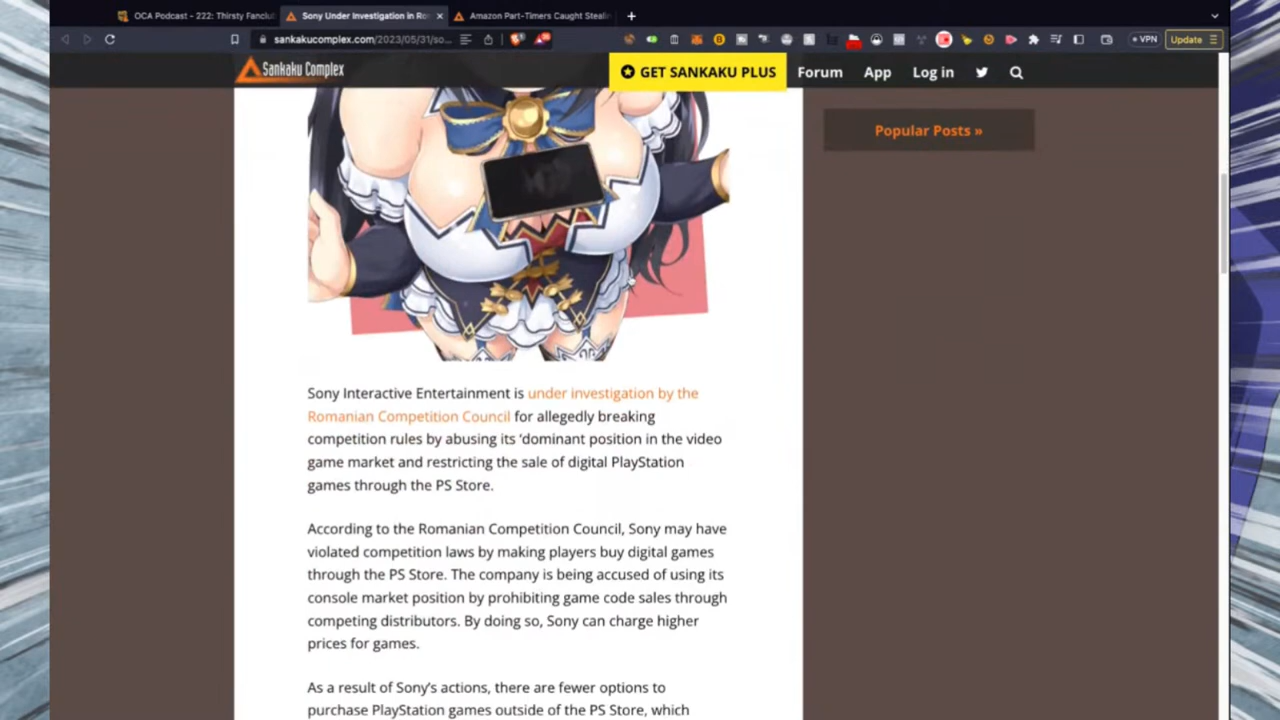 OCA Podcast - 222: Thirsty Fanclu
Sony Under Investigation in Ro
Amazon Part-Timers Caught Steali
sankakucomplex.com/2023/05/31/so...
VPN
Update
Sankaku Complex
GET SANKAKU PLUS
Forum
App
Log in
Popular Posts »
Sony Interactive Entertainment is under investigation by the
Romanian Competition Council for allegedly breaking
competition rules by abusing its ‘dominant position in the video
game market and restricting the sale of digital PlayStation
games through the PS Store.
According to the Romanian Competition Council, Sony may have
violated competition laws by making players buy digital games
through the PS Store. The company is being accused of using its
console market position by prohibiting game code sales through
competing distributors. By doing so, Sony can charge higher
prices for games.
As a result of Sony’s actions, there are fewer options to
purchase PlayStation games outside of the PS Store, which